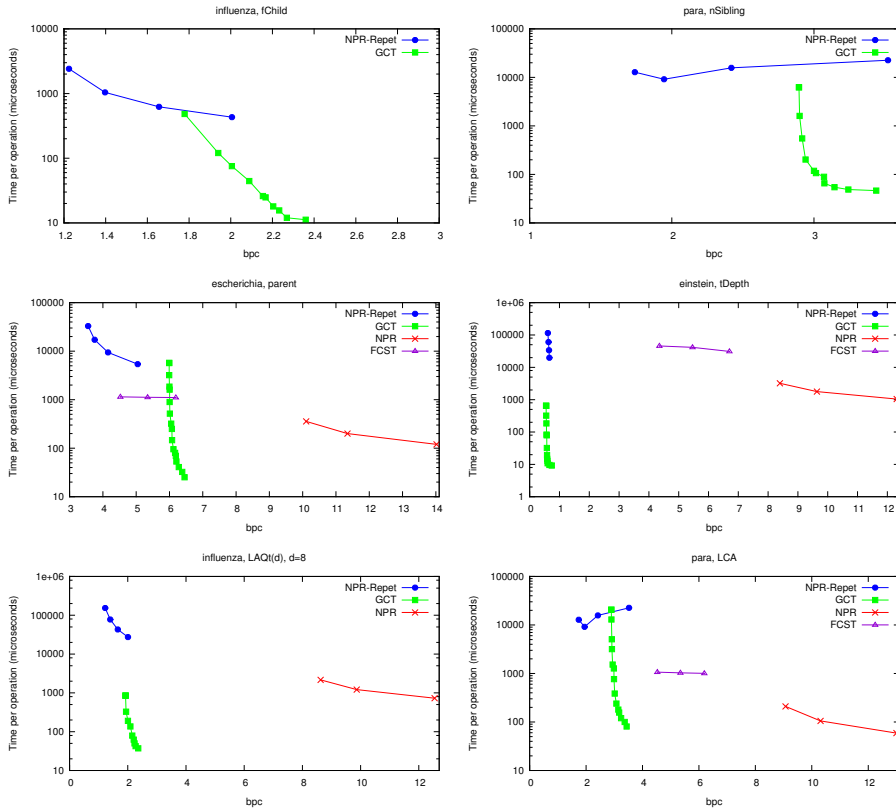 influenza, fChild
Time per operation (microseconds)
10000
1000
100
10
1.2 1.4 1.6 1.8 2 2.2 2.4 2.6 2.8 3
bpc
NPR-Repet
GCT
para, nSibling
Time per operation (microseconds)
100000
10000
1000
100
10
1 2 3
bpc
NPR-Repet
GCT
escherichia, parent
Time per operation (microseconds)
100000
10000
1000
100
10
3 4 5 6 7 8 9 10 11 12 13 14
bpc
NPR-Repet
GCT
NPR
FCST
einstein, tDepth
Time per operation (microseconds)
1e+06
100000
10000
1000
100
10
1
0 1 2 3 4 5 6 7 8 9 10 11 12
bpc
NPR-Repet
GCT
NPR
FCST
influenza, LAQt(d), d=8
Time per operation (microseconds)
1e+06
100000
10000
1000
100
10
0 2 4 6 8 10 12
bpc
NPR-Repet
GCT
NPR
para, LCA
Time per operation (microseconds)
100000
10000
1000
100
10
0 2 4 6 8 10 12
bpc
NPR-Repet
GCT
NPR
FCST